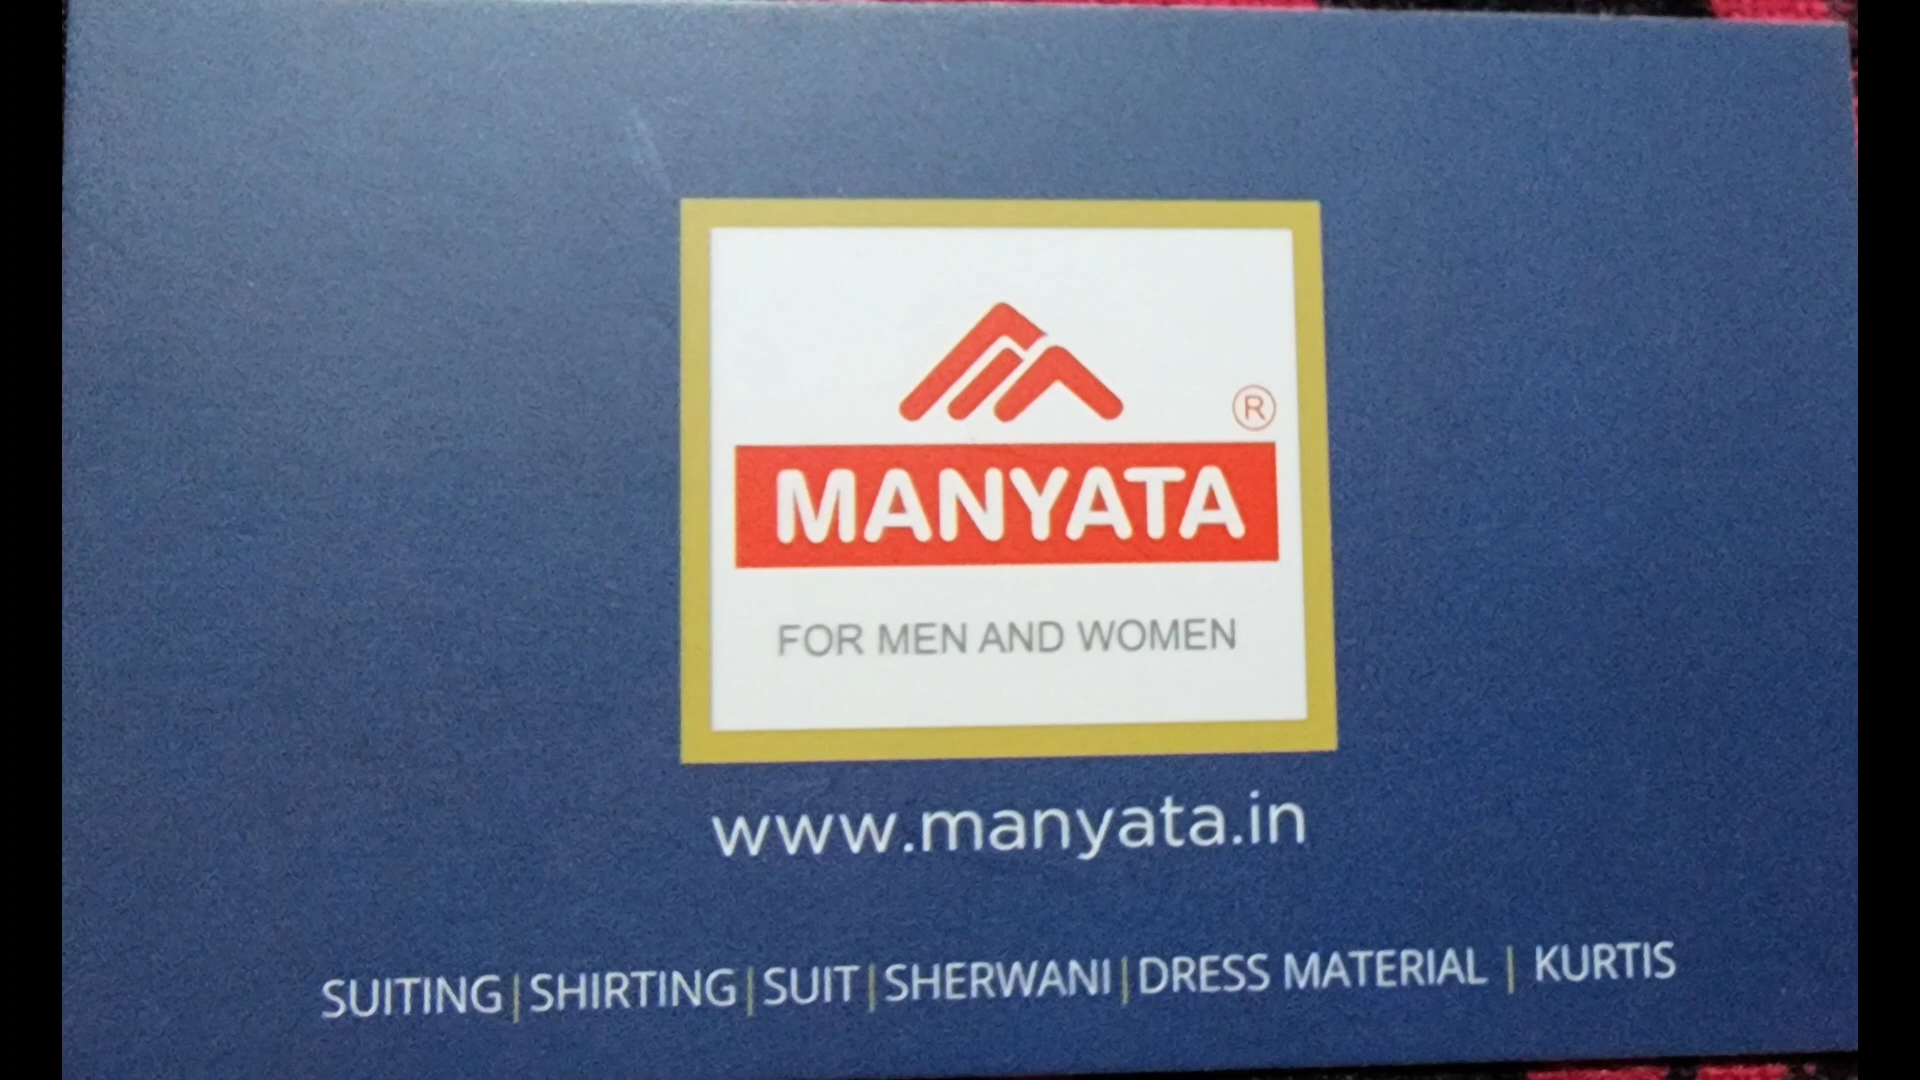 ®
MANYATA
FOR MEN AND WOMEN
www.manyata.in
SUITING|SHIRTING|SUIT|SHERWANI|DRESS MATERIAL | KURTIS